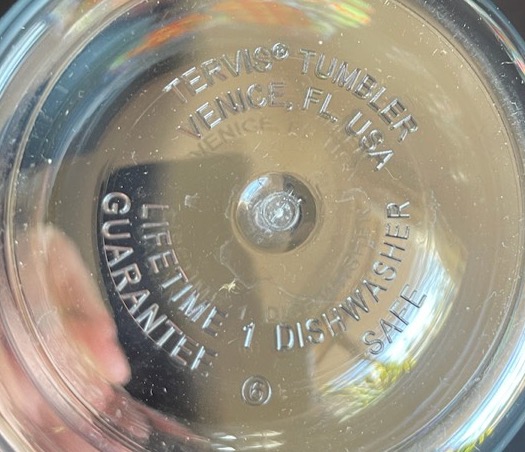 TERVIS® TUMBLER
VENICE, FL, USA
LIFETIME
GUARANTEE
1
DISHWASHER
SAFE
6